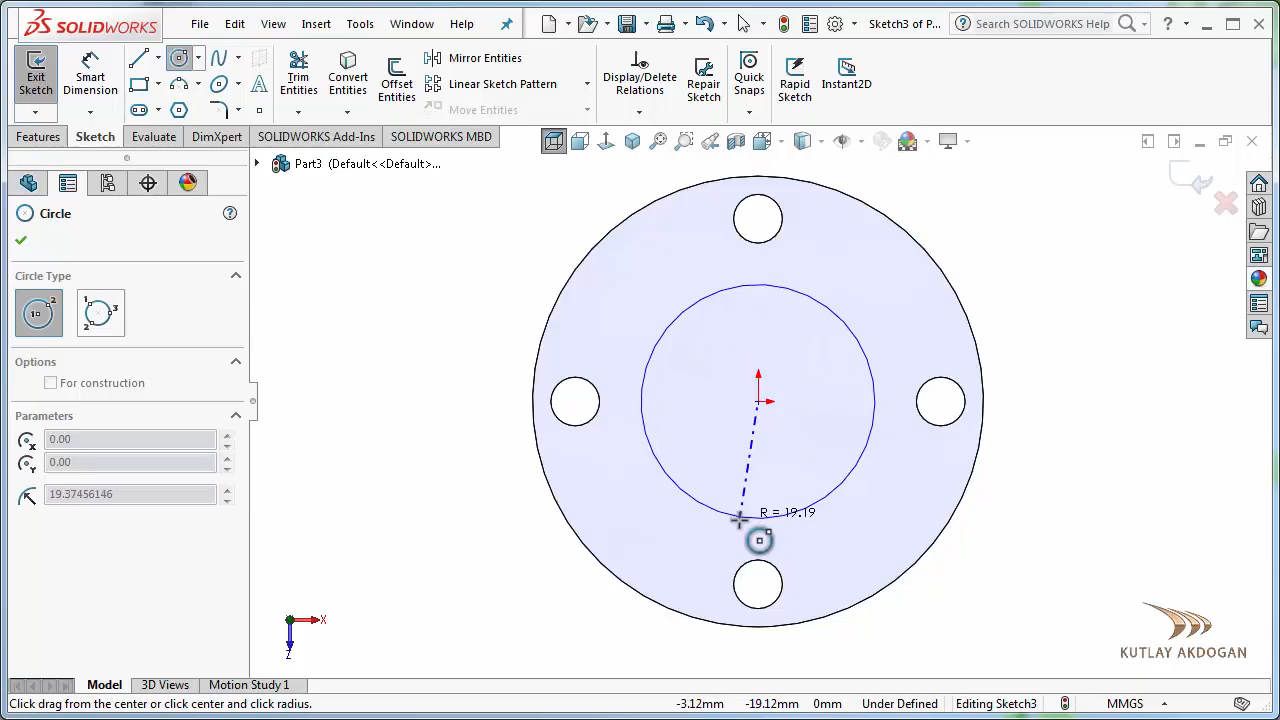 SOLIDWORKS
File Edit View Insert Tools Window Help
Sketch3 of P...
Search SOLIDWORKS Help
Exit Sketch
Smart Dimension
Trim Entities
Convert Entities
Offset Entities
Mirror Entities
Linear Sketch Pattern
Move Entities
Display/Delete Relations
Repair Sketch
Quick Snaps
Rapid Sketch
Instant2D
Features Sketch Evaluate DimXpert SOLIDWORKS Add-Ins SOLIDWORKS MBD
Part3 (Default<<Default>...
Circle
Circle Type
Options
For construction
Parameters
0.00
0.00
19.37456146
R = 19.19
X
Z
KUTLAY AKDOGAN
Model 3D Views Motion Study 1
Click drag from the center or click center and click radius.
-3.12mm -19.12mm 0mm Under Defined Editing Sketch3 MMGS